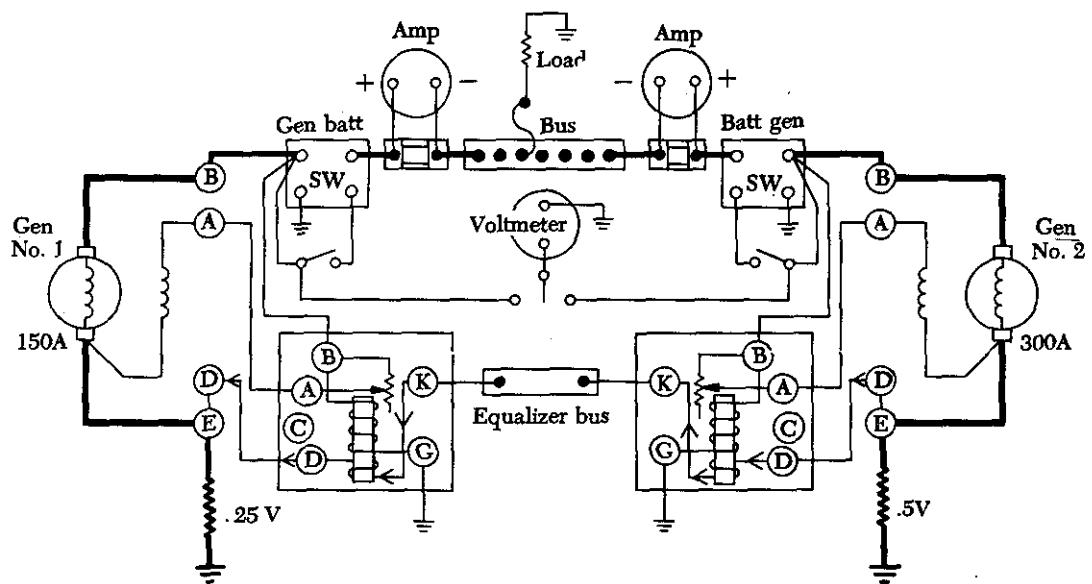 Amp
Amp
Load
+ −
− +
Gen batt
Bus
Batt gen
B
SW
SW
B
A
Voltmeter
A
Gen
No. 1
Gen
No. 2
150A
300A
B
B
D
A
K
K
A
D
Equalizer bus
E
C
G
G
C
E
D
D
.25 V
.5V